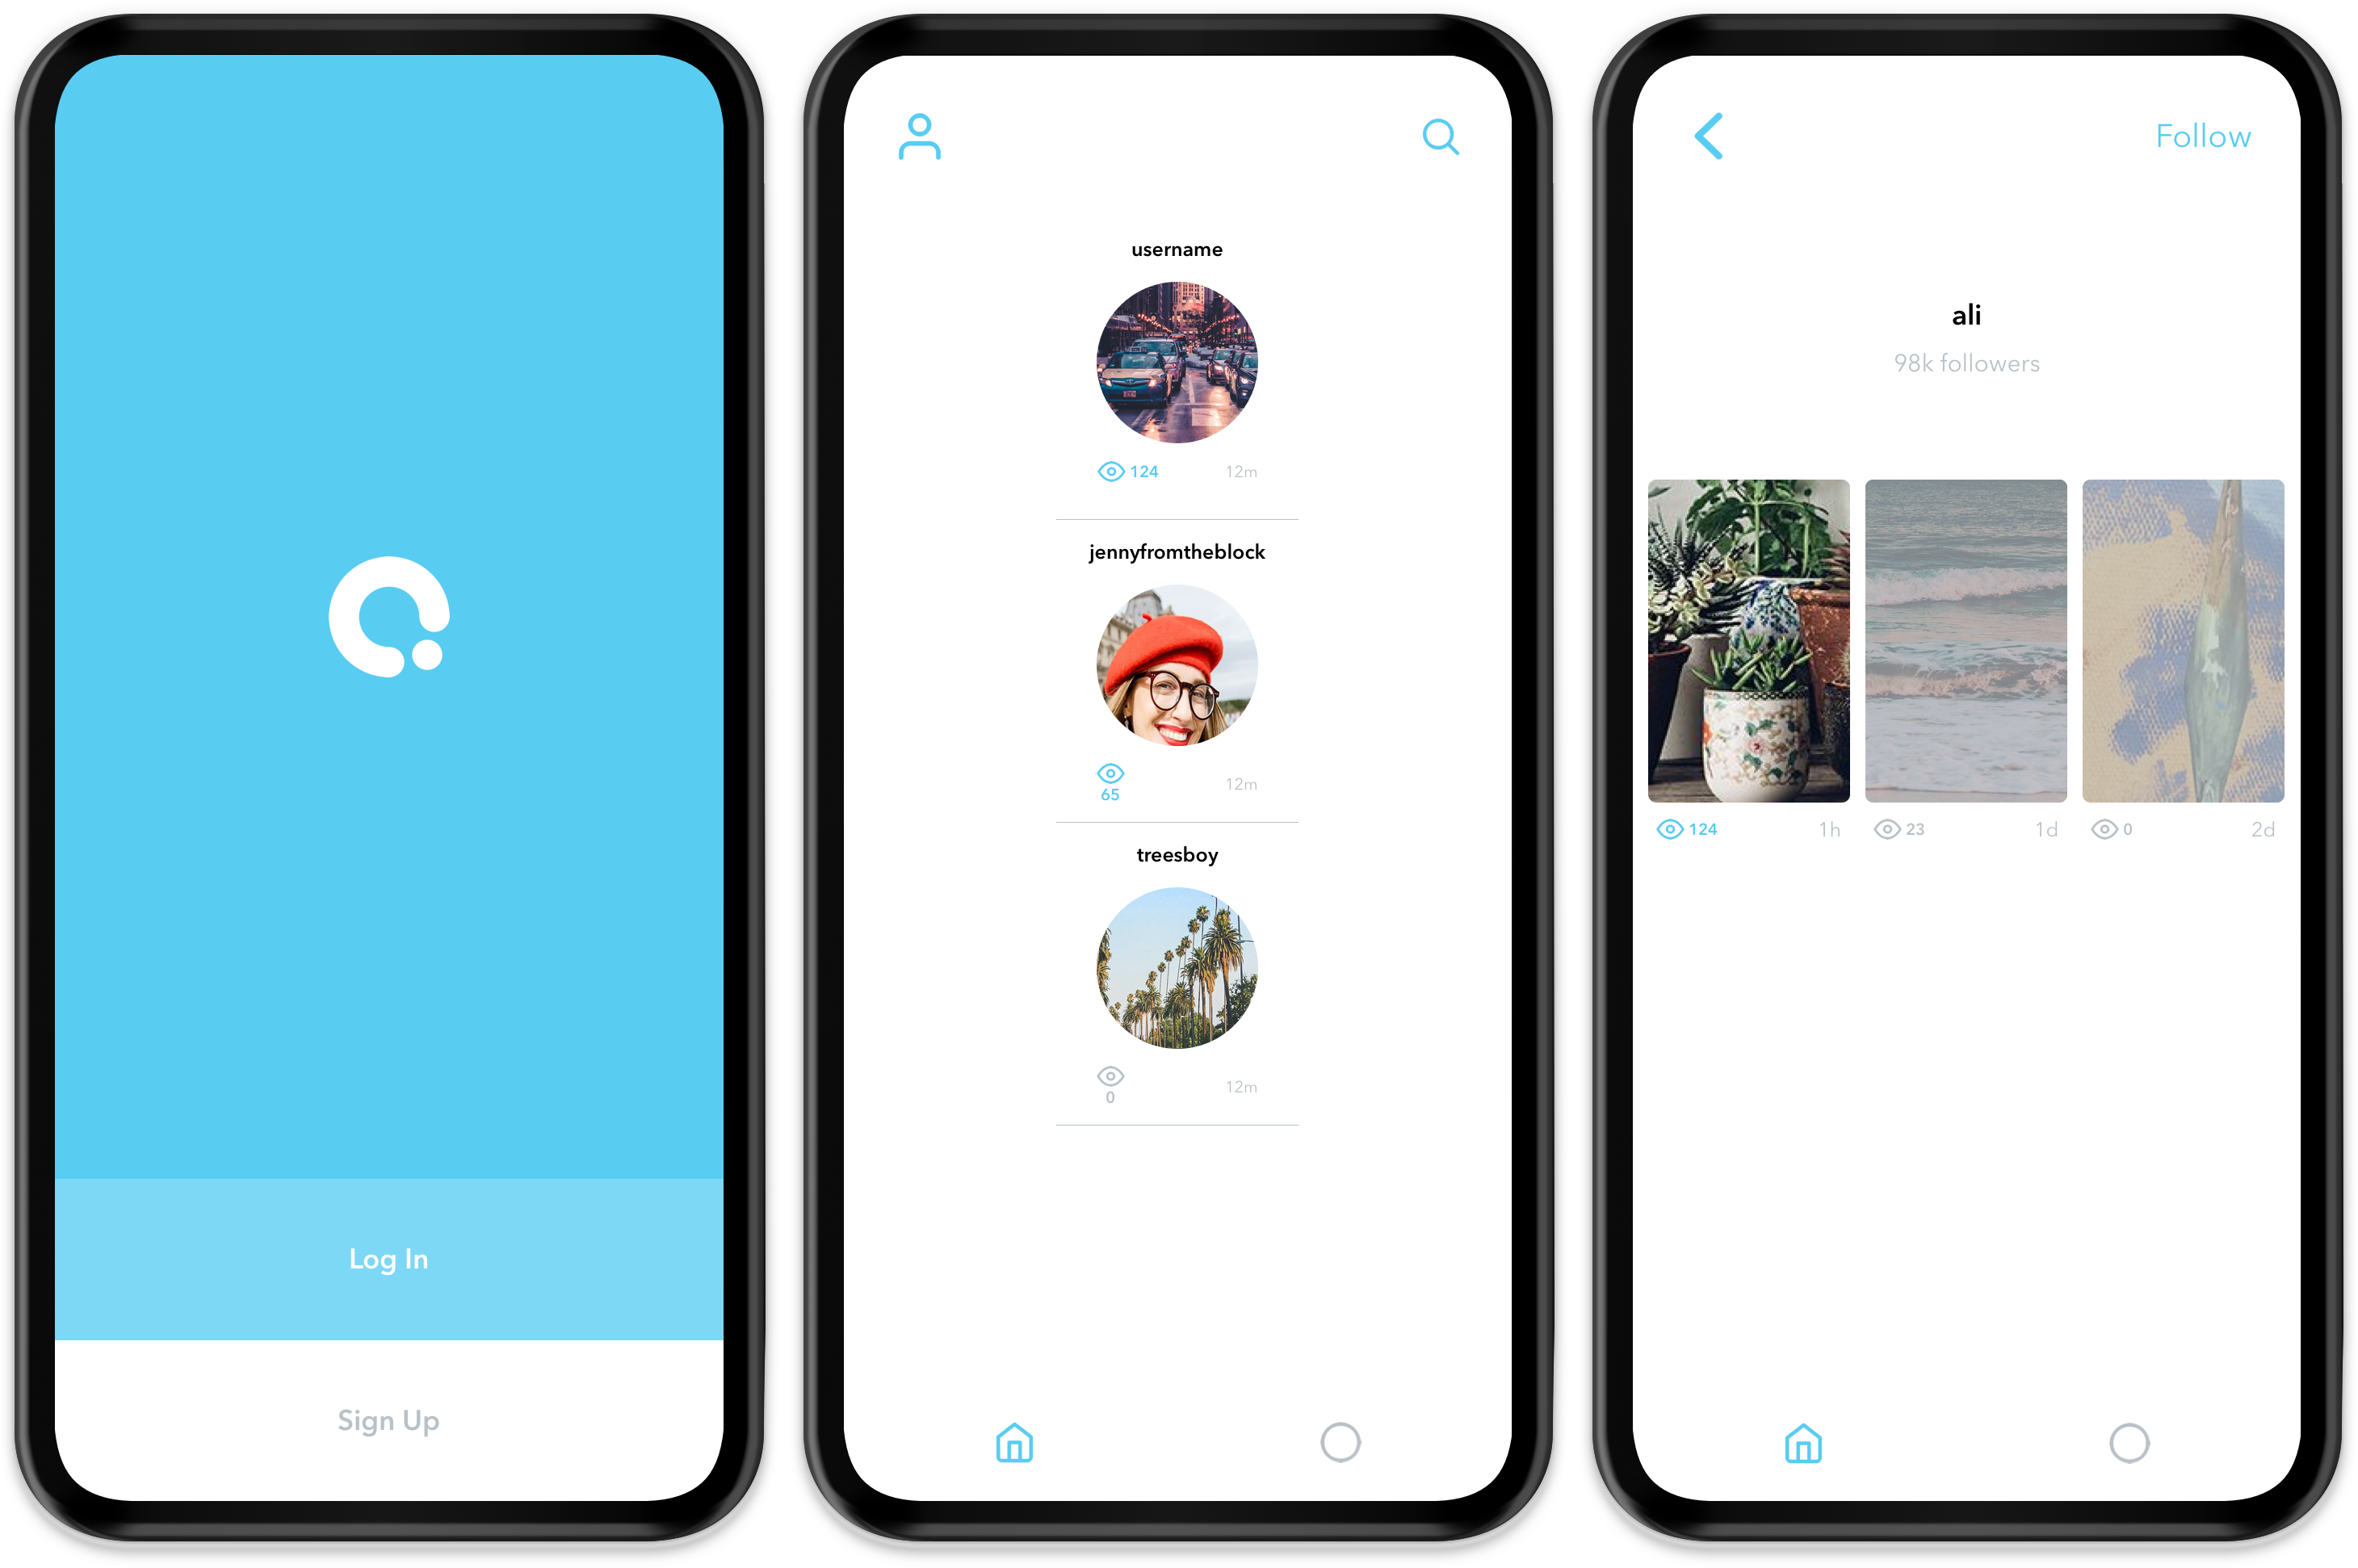 Log In
Sign Up
username
124 12m
jennyfromtheblock
65 12m
treesboy
0 12m
Follow
ali
98k followers
124 1h 23 1d 0 2d